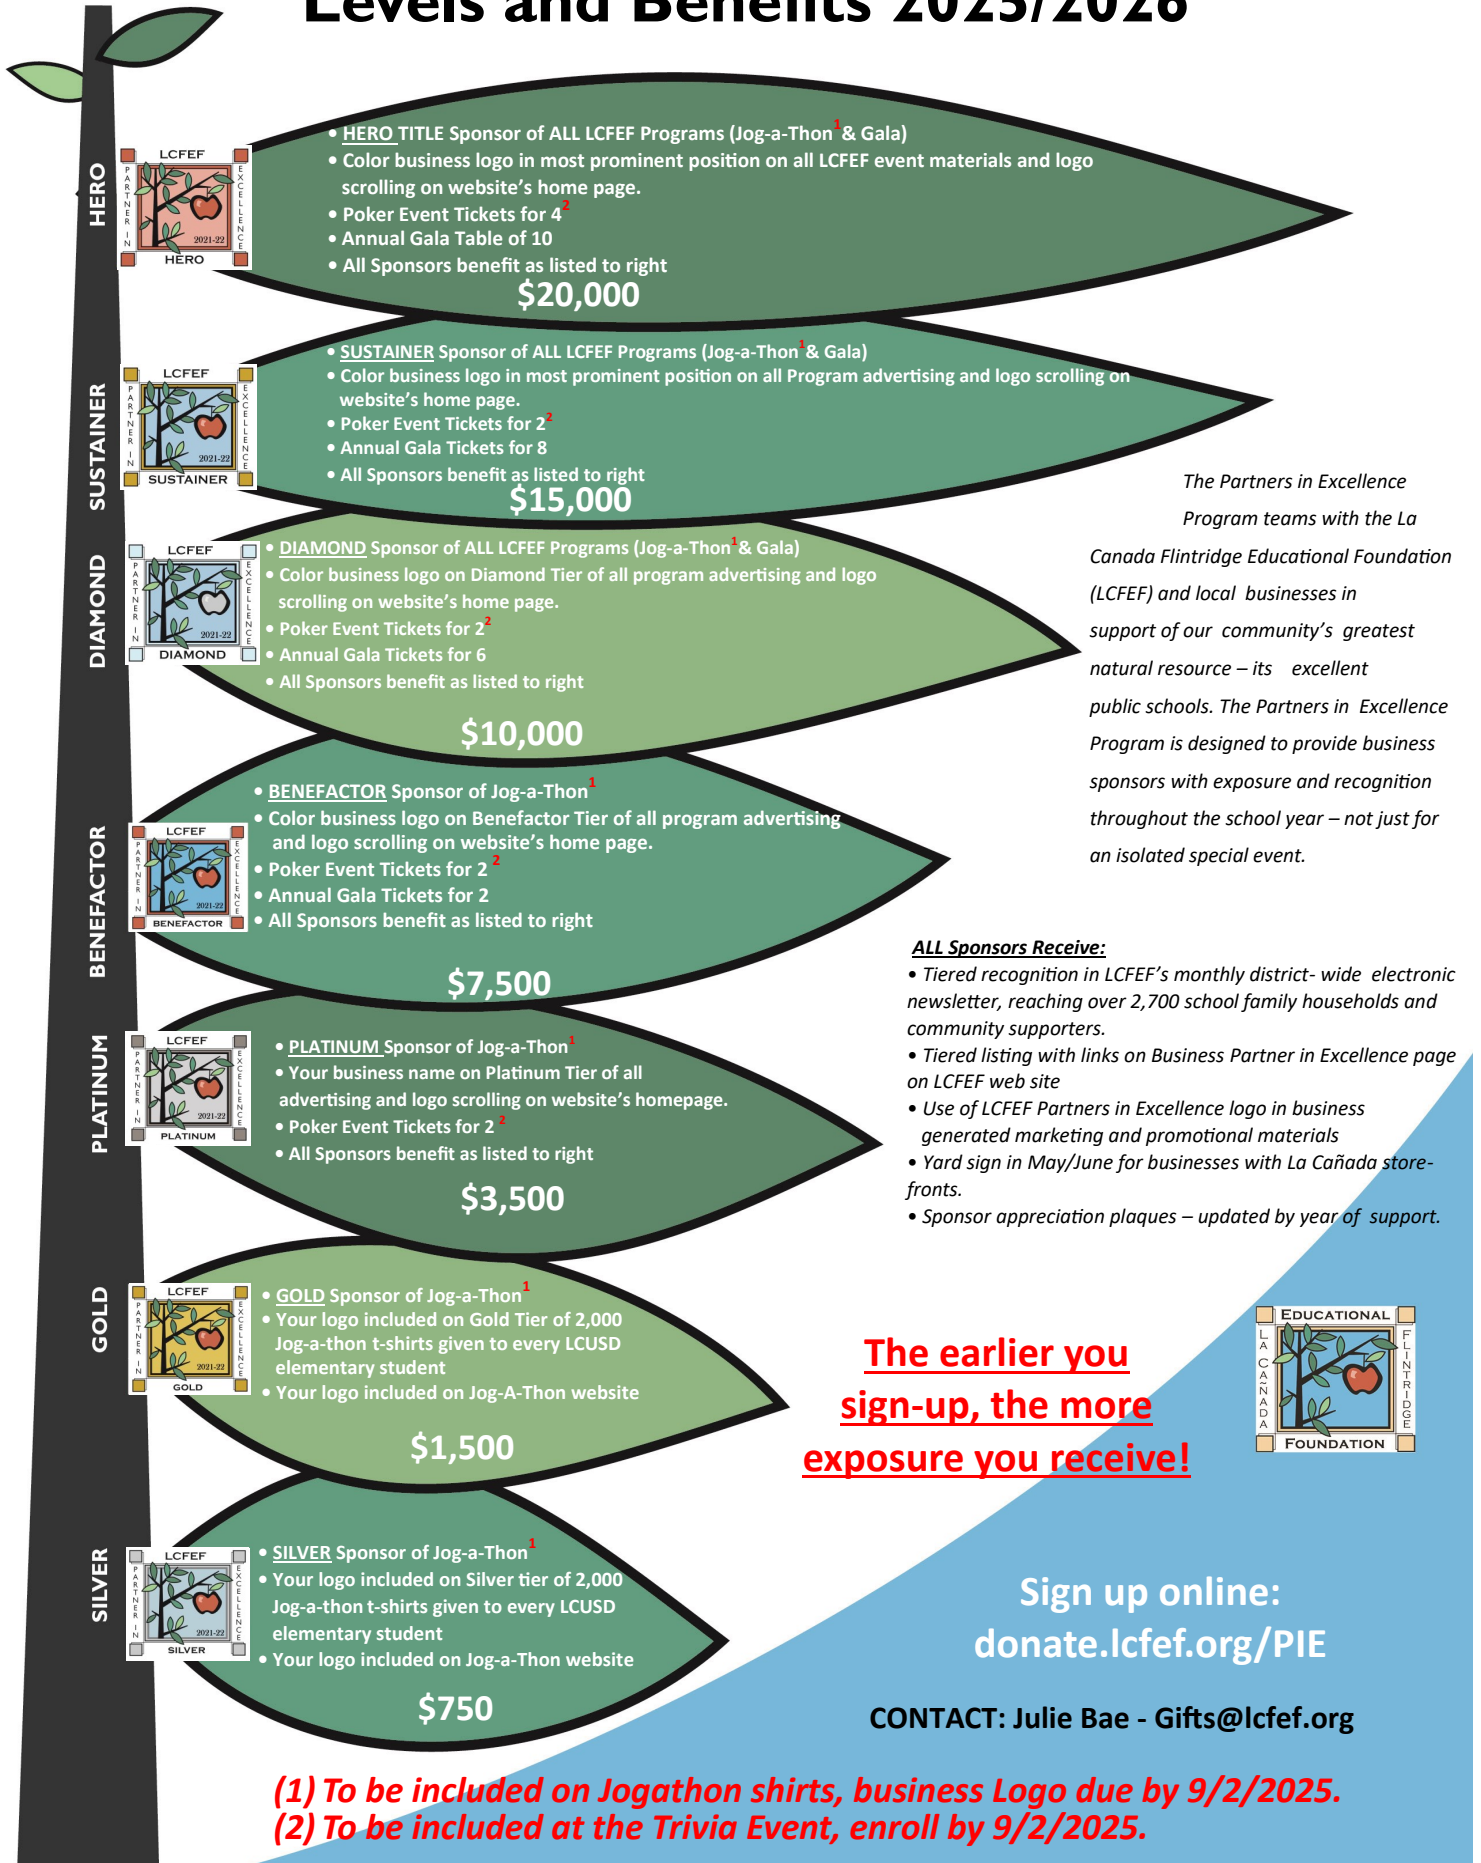 Levels and Benefits 2025/2026
HERO
LCFEF
PARTNER IN
EXCELLENCE
2021-22
HERO
• HERO TITLE Sponsor of ALL LCFEF Programs (Jog-a-Thon1& Gala)
• Color business logo in most prominent position on all LCFEF event materials and logo
scrolling on website's home page.
• Poker Event Tickets for 42
• Annual Gala Table of 10
• All Sponsors benefit as listed to right
$20,000
SUSTAINER
LCFEF
PARTNER IN
EXCELLENCE
2021-22
SUSTAINER
• SUSTAINER Sponsor of ALL LCFEF Programs (Jog-a-Thon1& Gala)
• Color business logo in most prominent position on all Program advertising and logo scrolling on
website's home page.
• Poker Event Tickets for 22
• Annual Gala Tickets for 8
• All Sponsors benefit as listed to right
$15,000
DIAMOND
LCFEF
PARTNER IN
EXCELLENCE
2021-22
DIAMOND
• DIAMOND Sponsor of ALL LCFEF Programs (Jog-a-Thon1& Gala)
• Color business logo on Diamond Tier of all program advertising and logo
scrolling on website's home page.
• Poker Event Tickets for 22
• Annual Gala Tickets for 6
• All Sponsors benefit as listed to right
$10,000
BENEFACTOR
LCFEF
PARTNER IN
EXCELLENCE
2021-22
BENEFACTOR
• BENEFACTOR Sponsor of Jog-a-Thon1
• Color business logo on Benefactor Tier of all program advertising
and logo scrolling on website's home page.
• Poker Event Tickets for 2 2
• Annual Gala Tickets for 2
• All Sponsors benefit as listed to right
$7,500
PLATINUM
LCFEF
PARTNER IN
EXCELLENCE
2021-22
PLATINUM
• PLATINUM Sponsor of Jog-a-Thon1
• Your business name on Platinum Tier of all
advertising and logo scrolling on website's homepage.
• Poker Event Tickets for 2 2
• All Sponsors benefit as listed to right
$3,500
GOLD
LCFEF
PARTNER IN
EXCELLENCE
2021-22
GOLD
• GOLD Sponsor of Jog-a-Thon1
• Your logo included on Gold Tier of 2,000
Jog-a-thon t-shirts given to every LCUSD
elementary student
• Your logo included on Jog-A-Thon website
$1,500
SILVER
LCFEF
PARTNER IN
EXCELLENCE
2021-22
SILVER
• SILVER Sponsor of Jog-a-Thon1
• Your logo included on Silver tier of 2,000
Jog-a-thon t-shirts given to every LCUSD
elementary student
• Your logo included on Jog-a-Thon website
$750
The Partners in Excellence
Program teams with the La
Canada Flintridge Educational Foundation
(LCFEF) and local businesses in
support of our community's greatest
natural resource – its excellent
public schools. The Partners in Excellence
Program is designed to provide business
sponsors with exposure and recognition
throughout the school year – not just for
an isolated special event.
ALL Sponsors Receive:
• Tiered recognition in LCFEF's monthly district- wide electronic
newsletter, reaching over 2,700 school family households and
community supporters.
• Tiered listing with links on Business Partner in Excellence page
on LCFEF web site
• Use of LCFEF Partners in Excellence logo in business
generated marketing and promotional materials
• Yard sign in May/June for businesses with La Cañada store-
fronts.
• Sponsor appreciation plaques – updated by year of support.
The earlier you
sign-up, the more
exposure you receive!
EDUCATIONAL
LA CAÑADA
FLINTRIDGE
FOUNDATION
Sign up online:
donate.lcfef.org/PIE
CONTACT: Julie Bae - Gifts@lcfef.org
(1) To be included on Jogathon shirts, business Logo due by 9/2/2025.
(2) To be included at the Trivia Event, enroll by 9/2/2025.